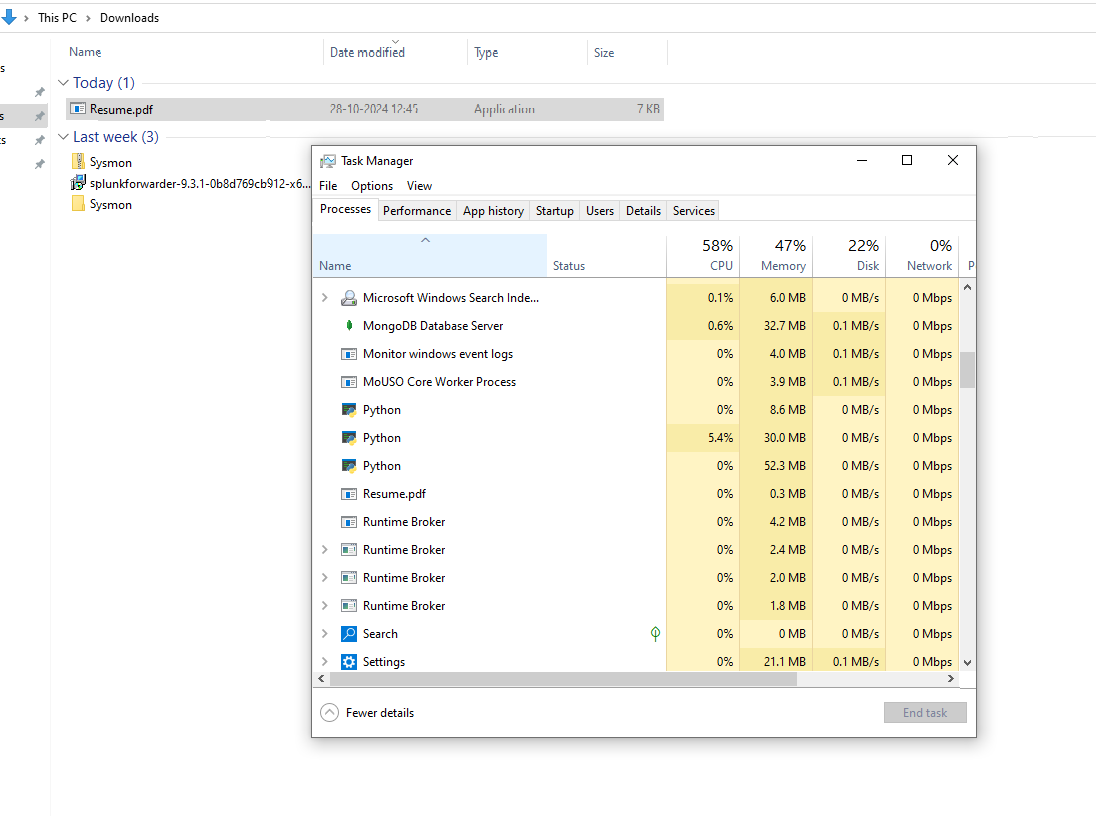 This PC > Downloads
Name Date modified Type Size
Today (1)
Resume.pdf 28-10-2024 12:45 Application 7 KB
Last week (3)
Sysmon
splunkforwarder-9.3.1-0b8d769cb912-x6...
Sysmon
s
s
ts
Task Manager
File Options View
Processes Performance App history Startup Users Details Services
58% 47% 22% 0%
Name Status CPU Memory Disk Network P
Microsoft Windows Search Inde... 0.1% 6.0 MB 0 MB/s 0 Mbps
MongoDB Database Server 0.6% 32.7 MB 0.1 MB/s 0 Mbps
Monitor windows event logs 0% 4.0 MB 0.1 MB/s 0 Mbps
MoUSO Core Worker Process 0% 3.9 MB 0.1 MB/s 0 Mbps
Python 0% 8.6 MB 0 MB/s 0 Mbps
Python 5.4% 30.0 MB 0 MB/s 0 Mbps
Python 0% 52.3 MB 0 MB/s 0 Mbps
Resume.pdf 0% 0.3 MB 0 MB/s 0 Mbps
Runtime Broker 0% 4.2 MB 0 MB/s 0 Mbps
Runtime Broker 0% 2.4 MB 0 MB/s 0 Mbps
Runtime Broker 0% 2.0 MB 0 MB/s 0 Mbps
Runtime Broker 0% 1.8 MB 0 MB/s 0 Mbps
Search 0% 0 MB 0 MB/s 0 Mbps
Settings 0% 21.1 MB 0.1 MB/s 0 Mbps
Fewer details End task